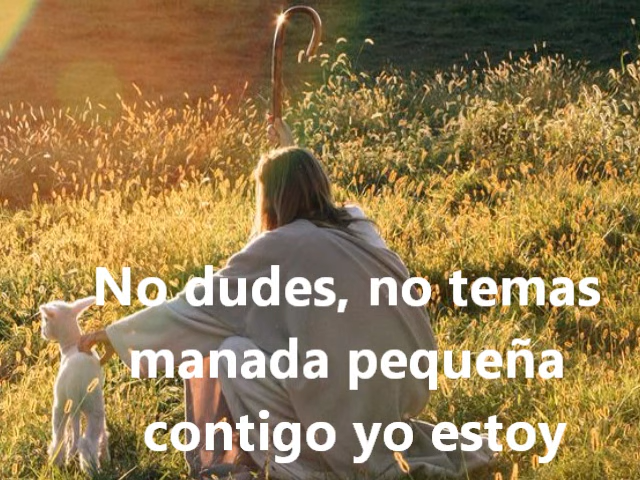 No dudes, no temas
manada pequeña
contigo yo estoy